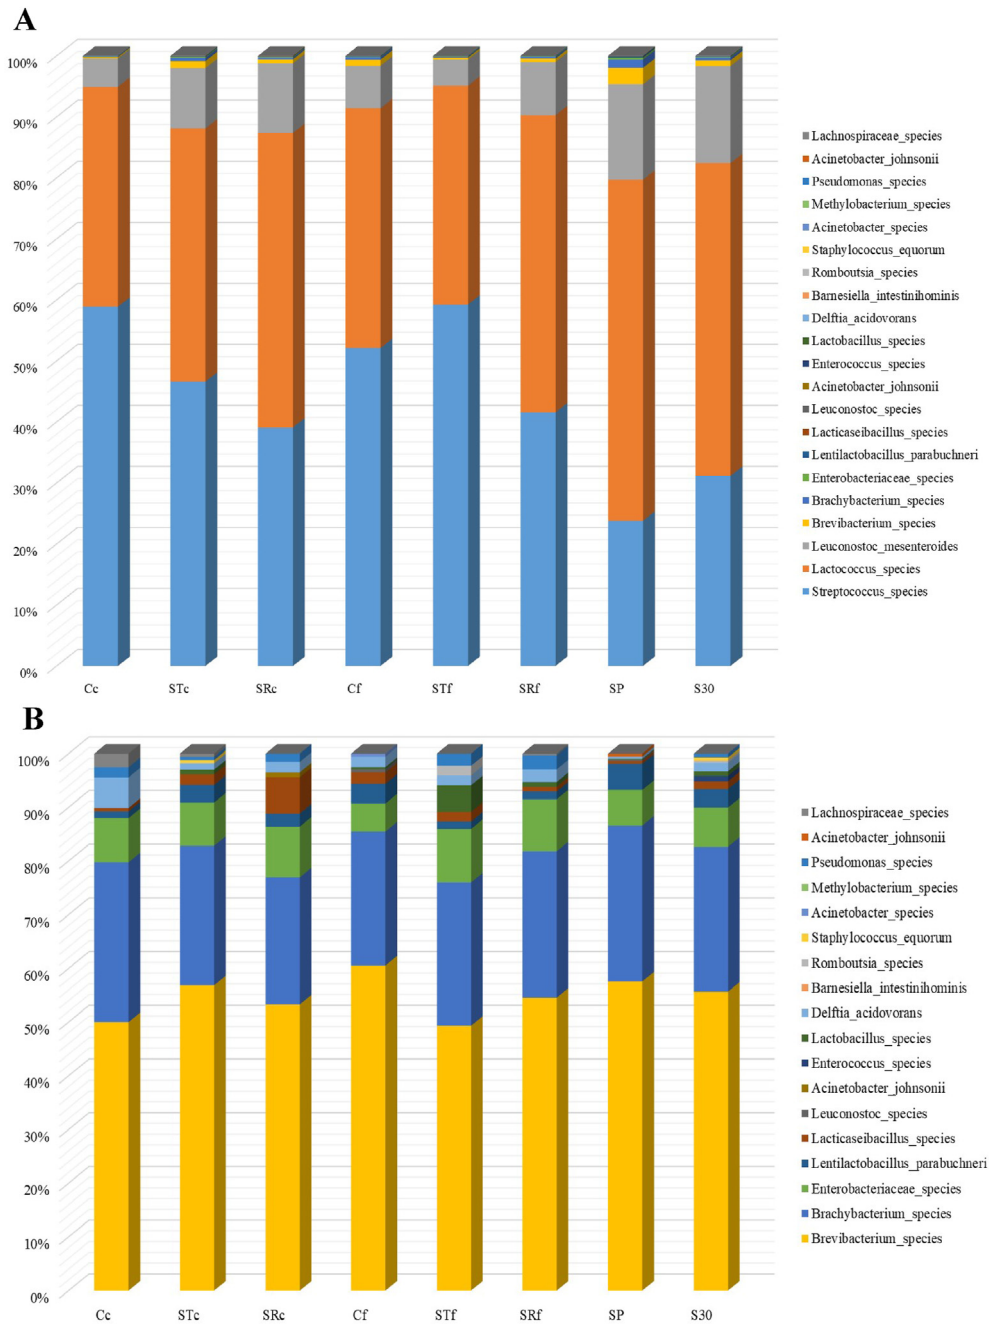 A
100%
90%
80%
70%
60%
50%
40%
30%
20%
10%
0%
Cc STc SRc Cf STf SRf SP S30
Lachnospiraceae_species
Acinetobacter_johnsonii
Pseudomonas_species
Methylobacterium_species
Acinetobacter_species
Staphylococcus_equorum
Romboutsia_species
Barnesiella_intestinihominis
Delftia_acidovorans
Lactobacillus_species
Enterococcus_species
Acinetobacter_johnsonii
Leuconostoc_species
Lacticaseibacillus_species
Lentilactobacillus_parabuchneri
Enterobacteriaceae_species
Brachybacterium_species
Brevibacterium_species
Leuconostoc_mesenteroides
Lactococcus_species
Streptococcus_species
B
100%
90%
80%
70%
60%
50%
40%
30%
20%
10%
0%
Cc STc SRc Cf STf SRf SP S30
Lachnospiraceae_species
Acinetobacter_johnsonii
Pseudomonas_species
Methylobacterium_species
Acinetobacter_species
Staphylococcus_equorum
Romboutsia_species
Barnesiella_intestinihominis
Delftia_acidovorans
Lactobacillus_species
Enterococcus_species
Acinetobacter_johnsonii
Leuconostoc_species
Lacticaseibacillus_species
Lentilactobacillus_parabuchneri
Enterobacteriaceae_species
Brachybacterium_species
Brevibacterium_species